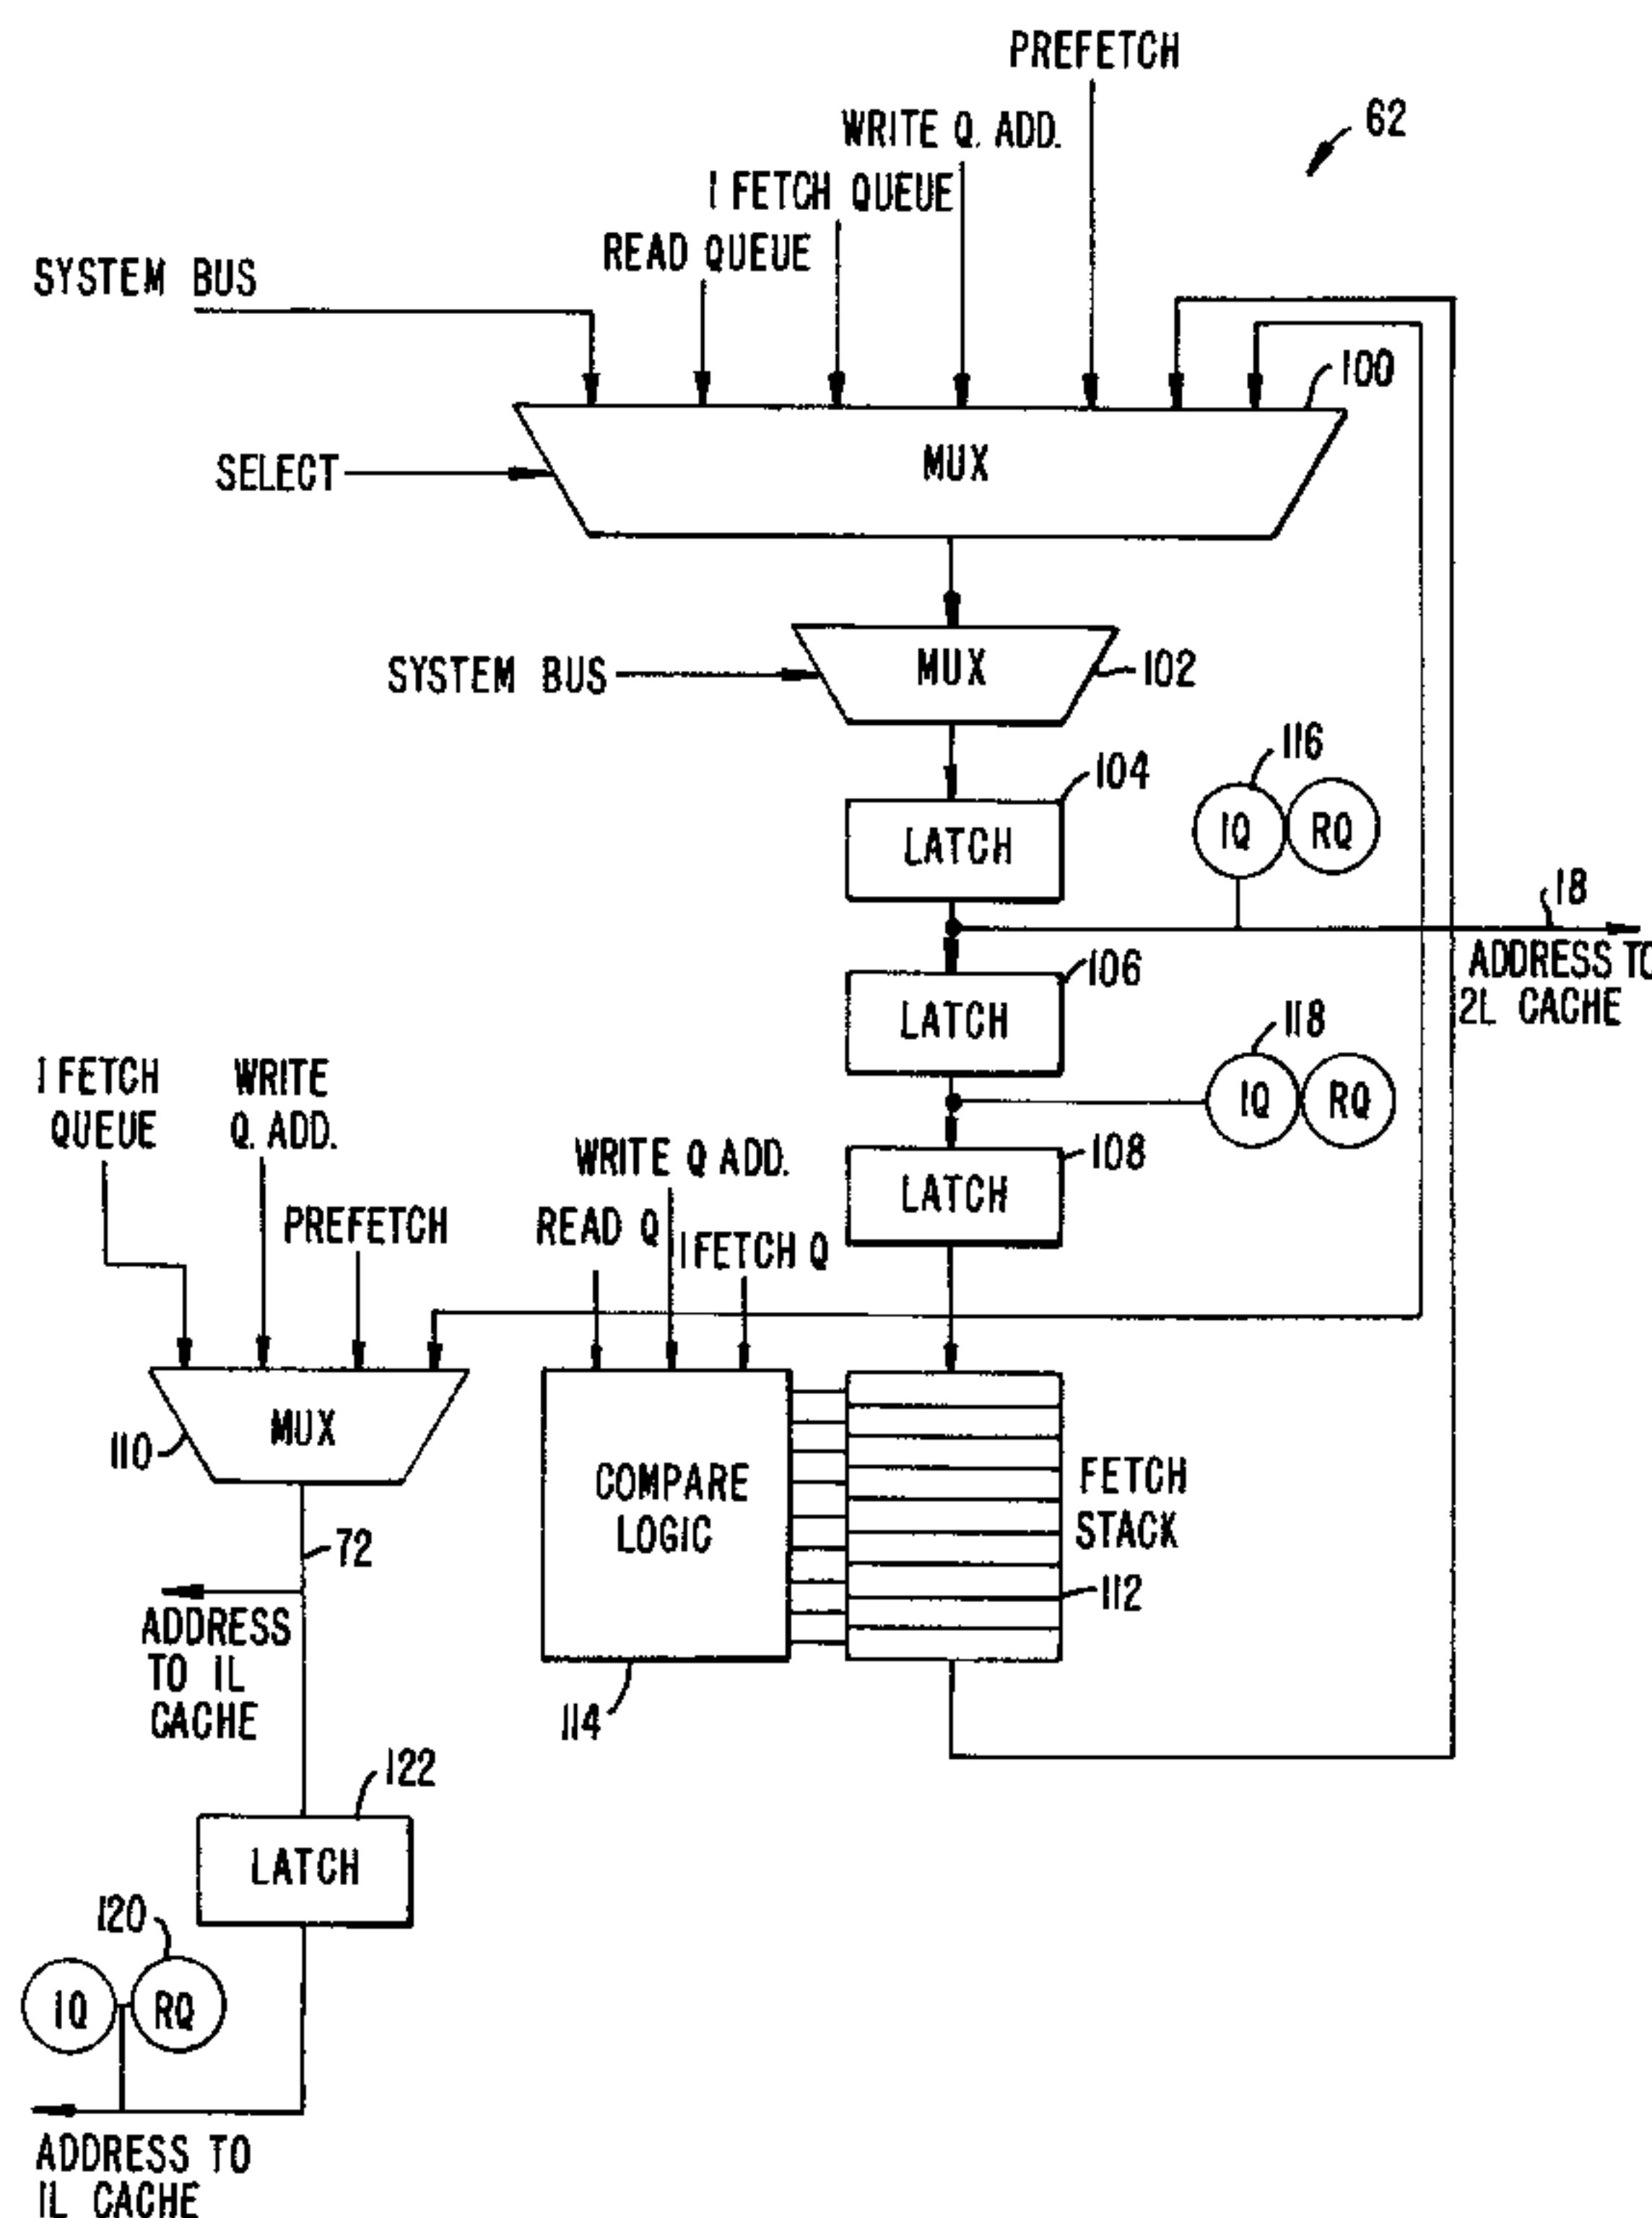 PREFETCH
62
WRITE Q. ADD.
I FETCH QUEUE
READ QUEUE
SYSTEM BUS
100
SELECT
MUX
SYSTEM BUS
MUX
102
116
104
IQ
RQ
LATCH
18
106
ADDRESS TO
2L CACHE
LATCH
118
I FETCH
QUEUE
WRITE
Q. ADD.
IQ
RQ
108
WRITE Q ADD.
LATCH
PREFETCH
READ Q
I FETCH Q
MUX
110
COMPARE
LOGIC
FETCH
STACK
72
112
ADDRESS
TO 1L
CACHE
114
122
LATCH
120
IQ
RQ
ADDRESS TO
1L CACHE